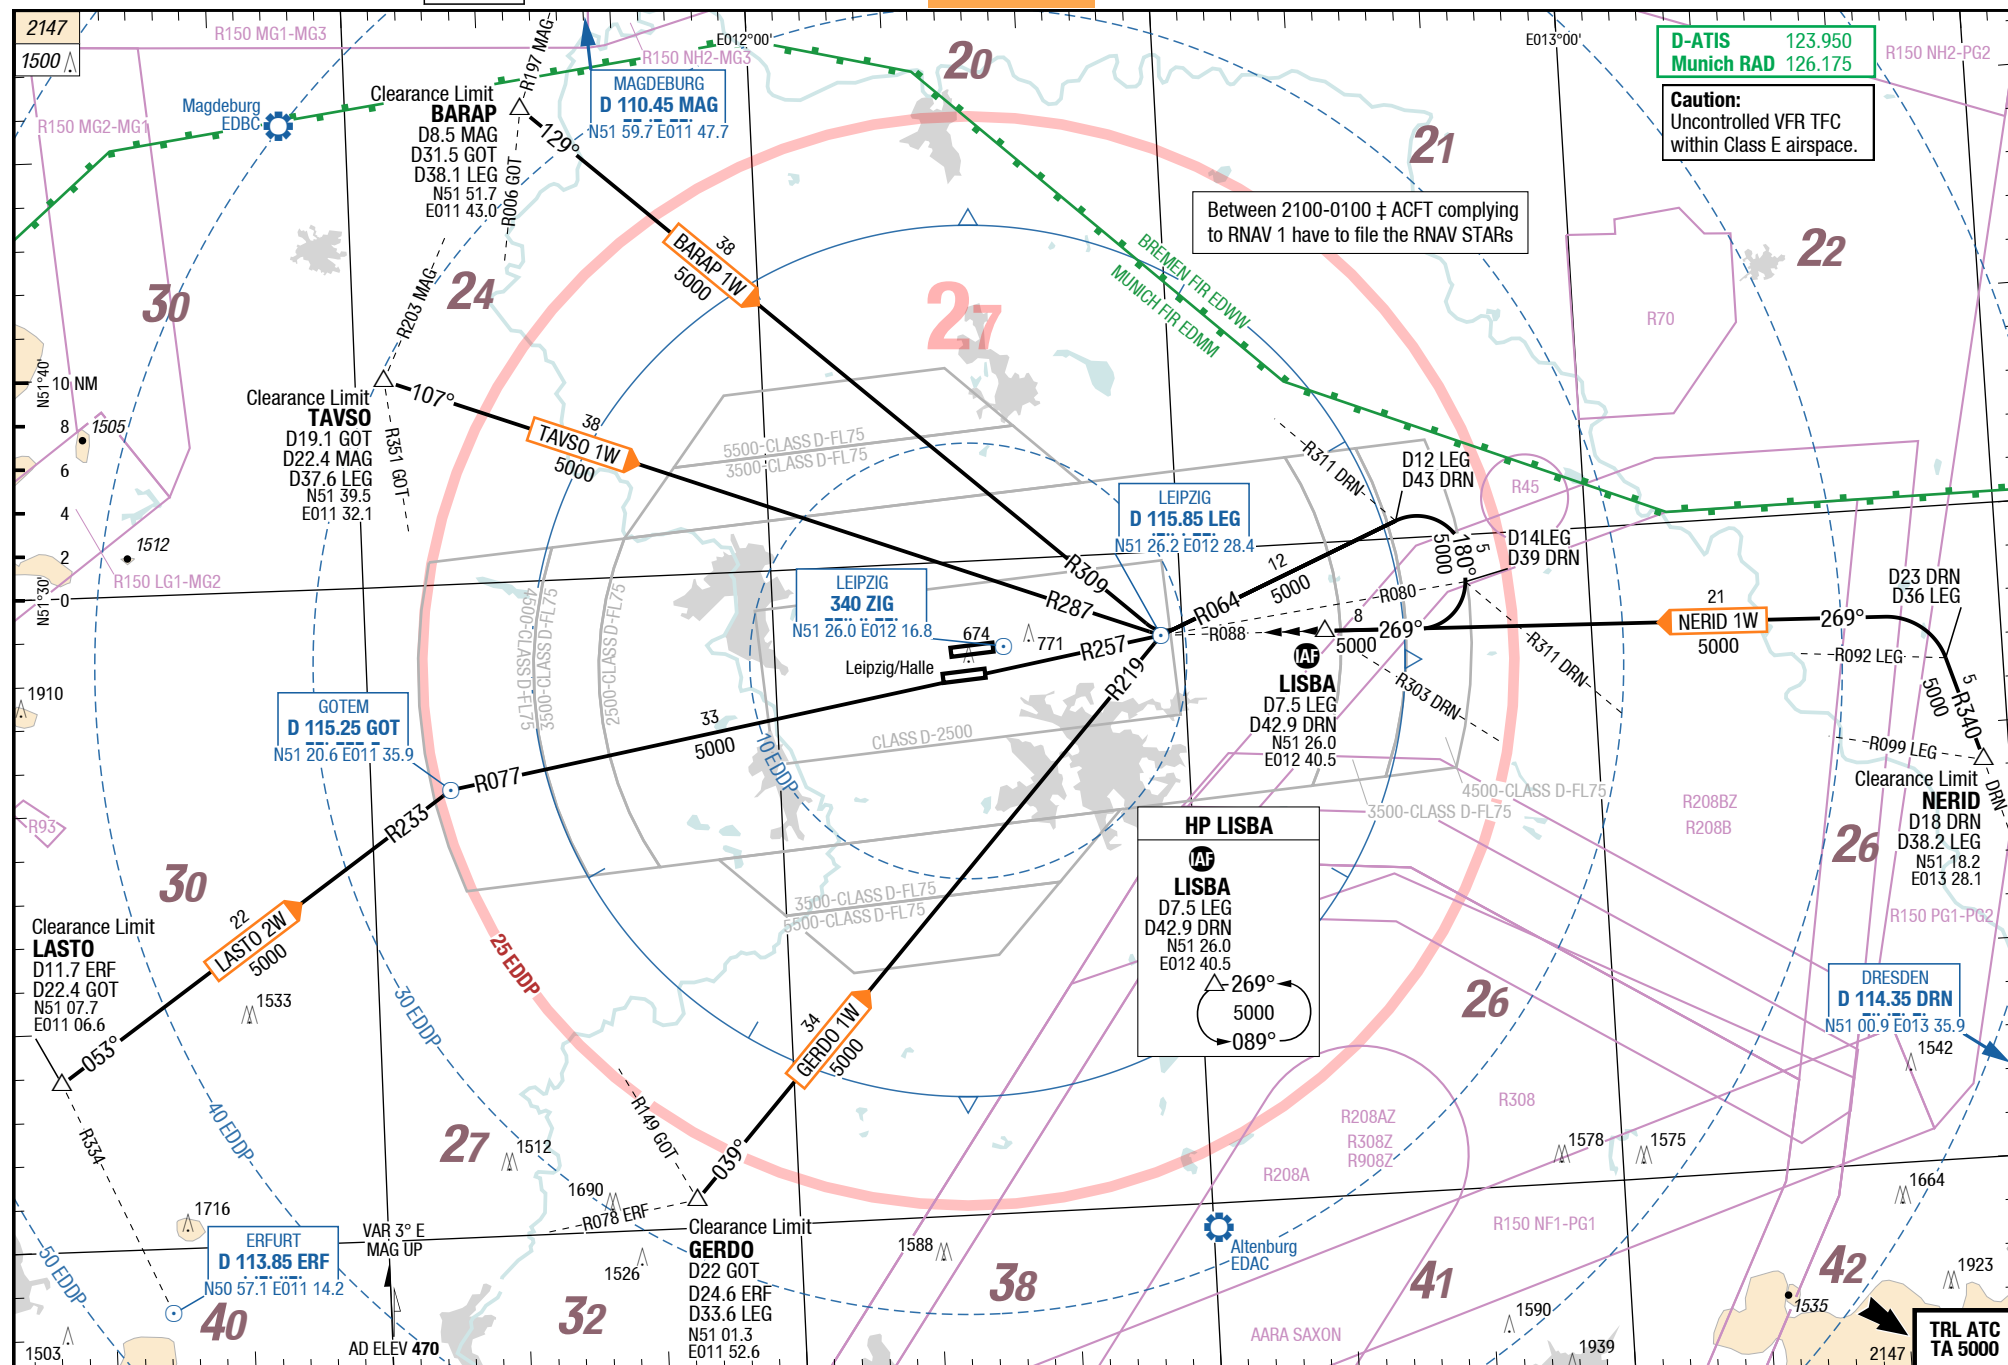 2147
1500
R150 MG1-MG3
R197 MAG
E012°00'
R150 NH2-MG3
20
E013°00'
D-ATIS 123.950
Munich RAD 126.175
R150 NH2-PG2
Caution:
Uncontrolled VFR TFC
within Class E airspace.
Magdeburg
EDBC
R150 MG2-MG1
Clearance Limit
BARAP
D8.5 MAG
D31.5 GOT
D38.1 LEG
N51 51.7
E011 43.0
R006 GOT
129°
MAGDEBURG
D 110.45 MAG
N51 59.7 E011 47.7
21
Between 2100-0100 ‡ ACFT complying
to RNAV 1 have to file the RNAV STARs
22
30
24
R203 MAG
38
BARAP 1W
5000
27
BREMEN FIR EDWW
MUNICH FIR EDMM
R70
N51°40'
10 NM
8
6
4
2
0
N51°30'
1505
1512
R150 LG1-MG2
Clearance Limit
TAVSO
D19.1 GOT
D22.4 MAG
D37.6 LEG
N51 39.5
E011 32.1
107°
R351 GOT
38
TAVSO 1W
5000
5500-CLASS D-FL75
3500-CLASS D-FL75
R311 DRN
D12 LEG
D43 DRN
R45
LEIPZIG
D 115.85 LEG
N51 26.2 E012 28.4
D14LEG
D39 DRN
5
180°
5000
12
5000
R064
R309
R287
R257
R219
R080
R088
8
269°
5000
21
NERID 1W
5000
269°
D23 DRN
D36 LEG
R092 LEG
5
R340
5000
R099 LEG
DRN
LEIPZIG
340 ZIG
N51 26.0 E012 16.8
674
771
Leipzig/Halle
4500-CLASS D-FL75
3500-CLASS D-FL75
2500-CLASS D-FL75
IAF
LISBA
D7.5 LEG
D42.9 DRN
N51 26.0
E012 40.5
R303 DRN
R311 DRN
1910
GOTEM
D 115.25 GOT
N51 20.6 E011 35.9
R077
33
5000
CLASS D-2500
10 EDDP
4500-CLASS D-FL75
3500-CLASS D-FL75
Clearance Limit
NERID
D18 DRN
D38.2 LEG
N51 18.2
E013 28.1
R208BZ
R208B
26
R93
R233
30
HP LISBA
IAF
LISBA
D7.5 LEG
D42.9 DRN
N51 26.0
E012 40.5
269°
5000
089°
3500-CLASS D-FL75
5500-CLASS D-FL75
R150 PG1-PG2
Clearance Limit
LASTO
D11.7 ERF
D22.4 GOT
N51 07.7
E011 06.6
22
LASTO 2W
5000
25 EDDP
053°
1533
30 EDDP
26
DRESDEN
D 114.35 DRN
N51 00.9 E013 35.9
1542
34
GERDO 1W
5000
R334
40 EDDP
27
1512
R149 GOT
039°
R208AZ
R308Z
R908Z
R208A
R308
1578
1575
1664
1690
R078 ERF
1716
VAR 3° E
MAG UP
Clearance Limit
GERDO
D22 GOT
D24.6 ERF
D33.6 LEG
N51 01.3
E011 52.6
1588
Altenburg
EDAC
R150 NF1-PG1
50 EDDP
ERFURT
D 113.85 ERF
N50 57.1 E011 14.2
1526
38
41
42
1923
40
32
1535
1590
1503
AD ELEV 470
AARA SAXON
1939
2147
TRL ATC
TA 5000